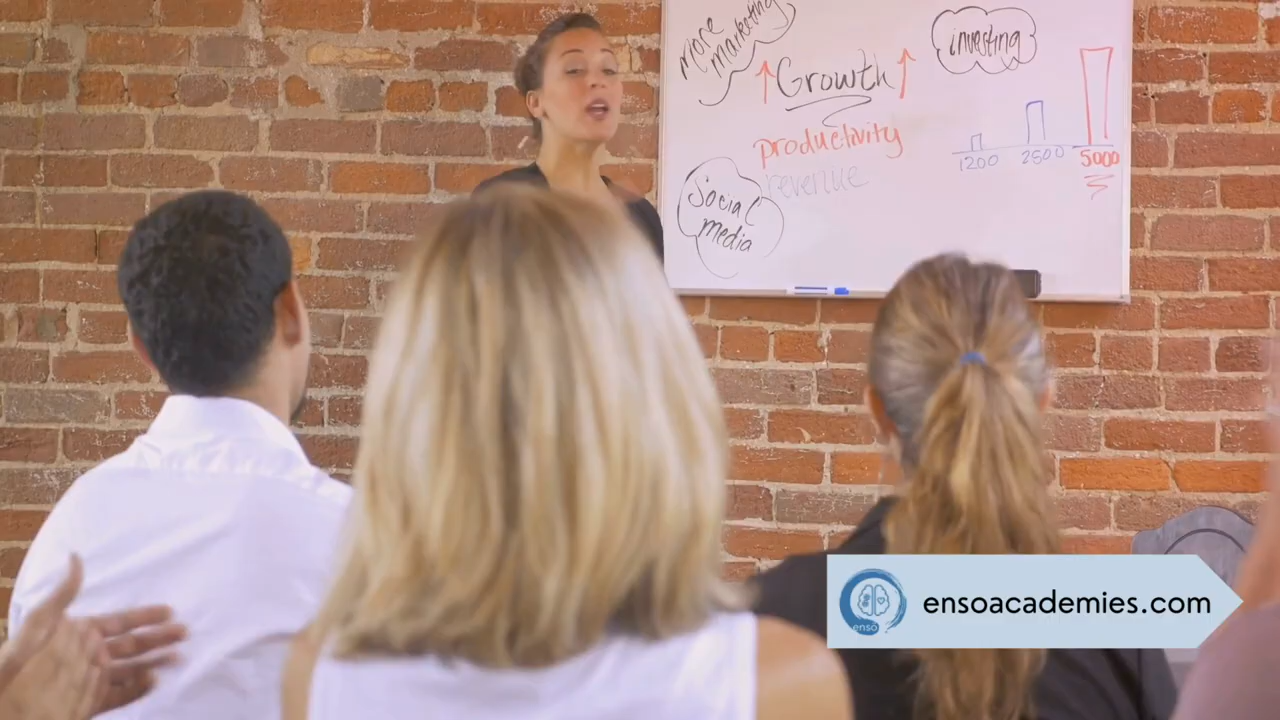 more
marketing
Growth
productivity
revenue
Social
media
investing
1200 2500 5000
enso
ensoacademies.com